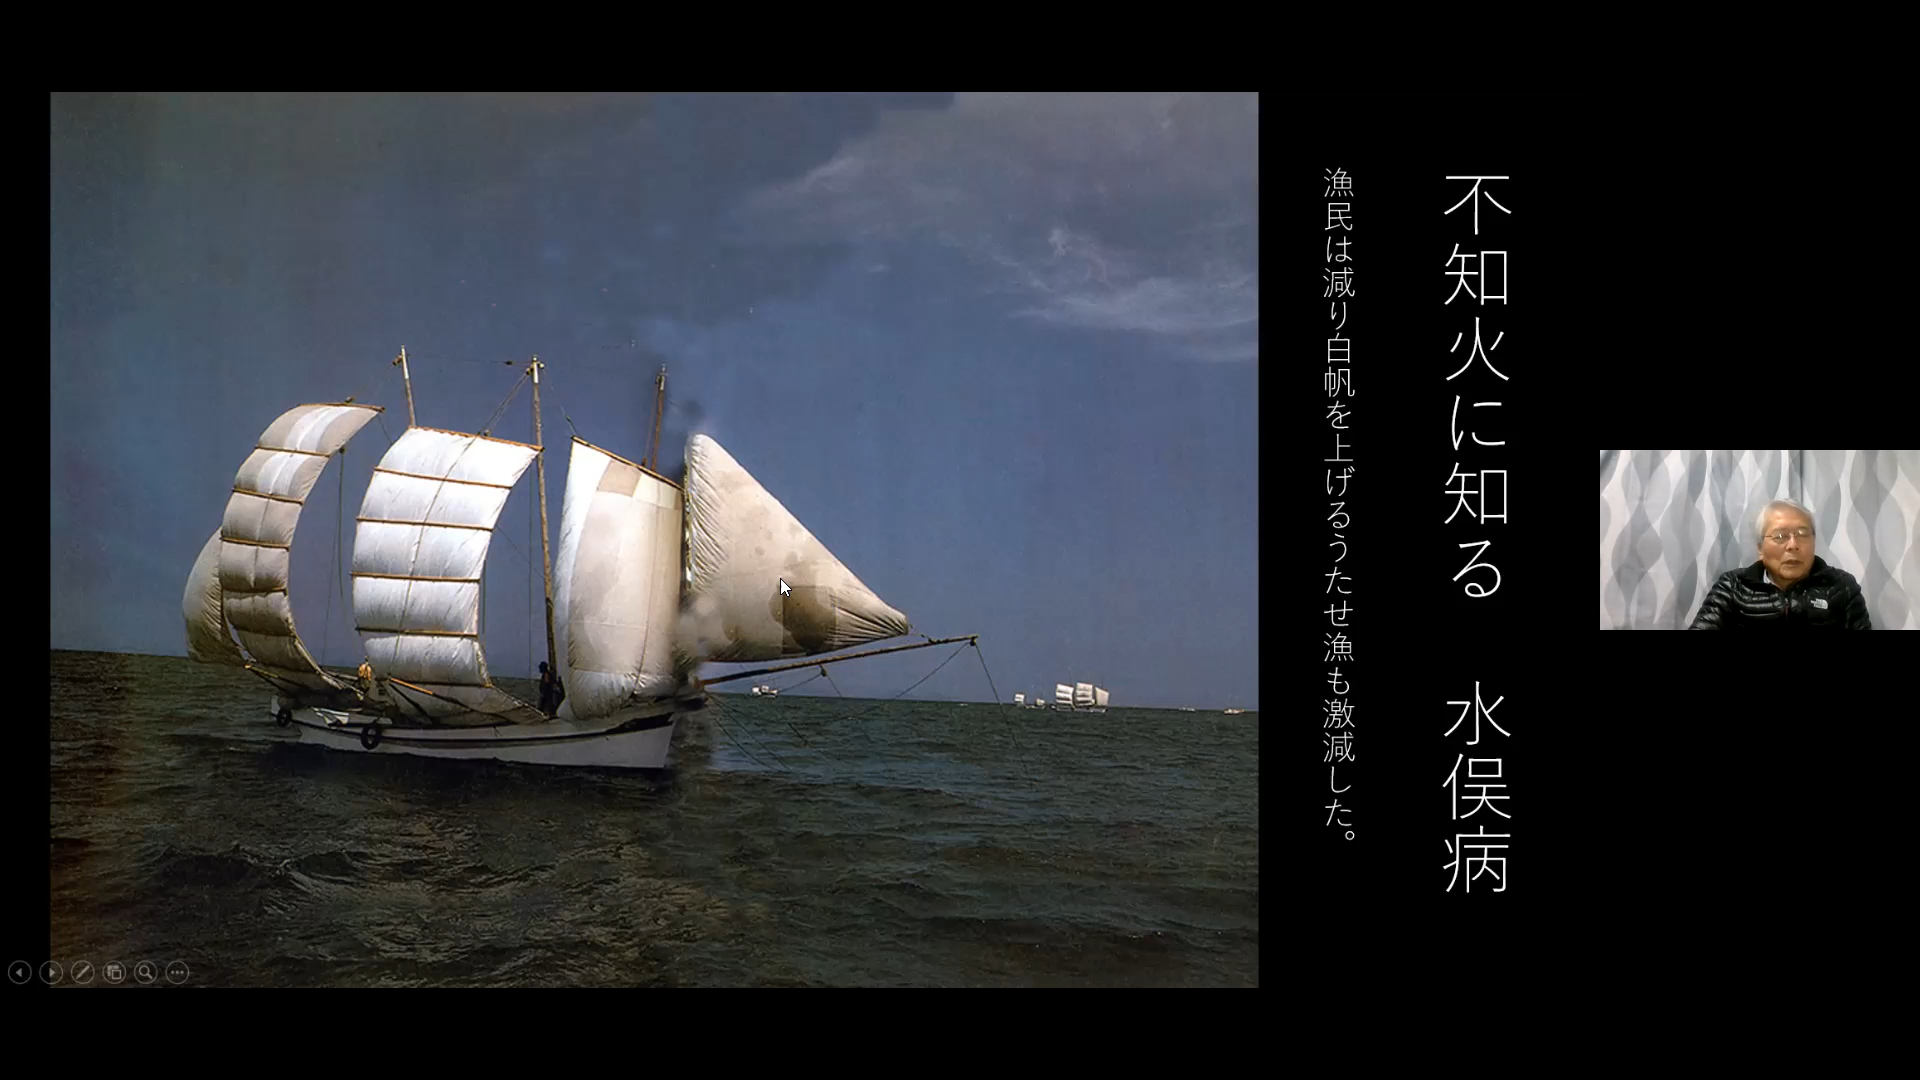 不知火に知る　水俣病
漁民は減り白帆を上げるうたせ漁も激減した。